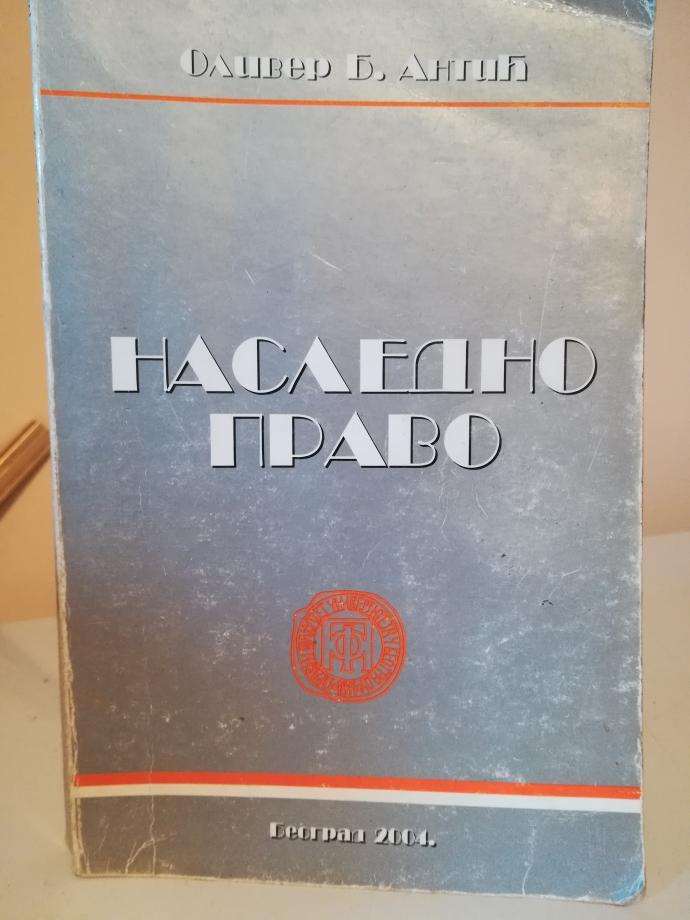 Оливер Б. Антић
НАСЛЕДНО
ПРАВО
Београд 2004.